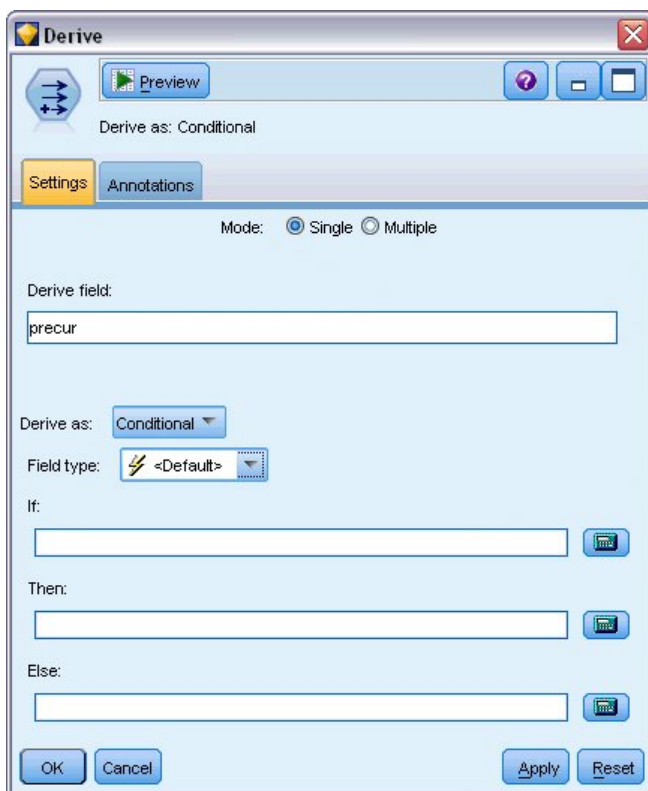 Derive
Preview
Derive as: Conditional
Settings Annotations
Mode: Single Multiple
Derive field:
precur
Derive as: Conditional
Field type: <Default>
If:
Then:
Else:
OK Cancel Apply Reset